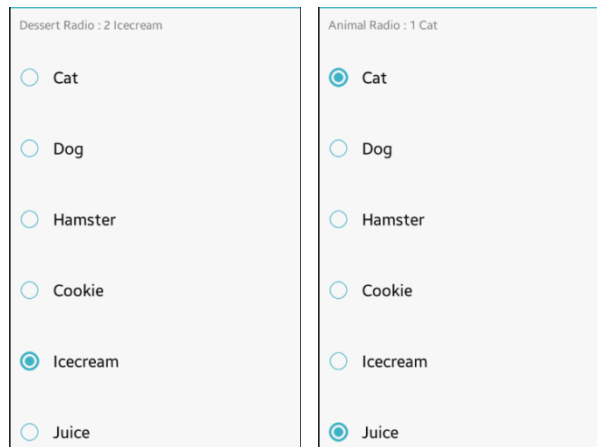 Dessert Radio : 2 Icecream
Cat
Dog
Hamster
Cookie
Icecream
Juice
Animal Radio : 1 Cat
Cat
Dog
Hamster
Cookie
Icecream
Juice